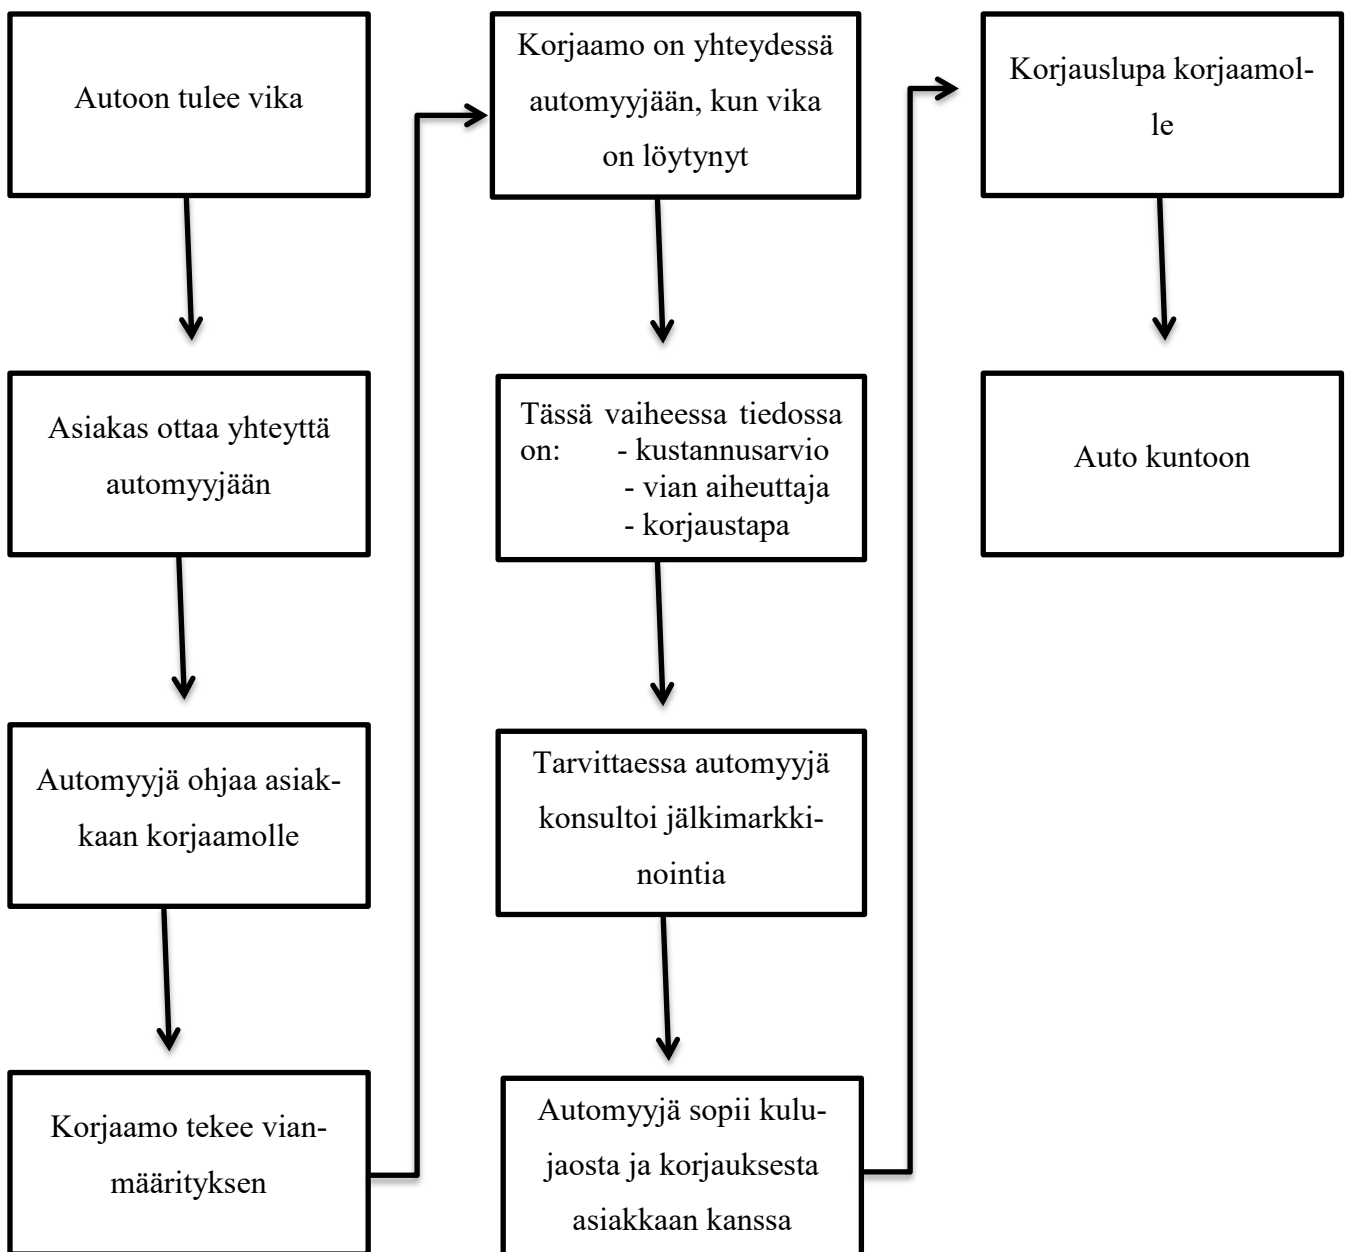 Autoon tulee vika
Asiakas ottaa yhteyttä
automyyjään
Automyyjä ohjaa asiak-
kaan korjaamolle
Korjaamo tekee vian-
määrityksen
Korjaamo on yhteydessä
automyyjään, kun vika
on löytynyt
Tässä vaiheessa tiedossa
on: - kustannusarvio
- vian aiheuttaja
- korjaustapa
Tarvittaessa automyyjä
konsultoi jälkimarkki-
nointia
Automyyjä sopii kulu-
jaosta ja korjauksesta
asiakkaan kanssa
Korjauslupa korjaamol-
le
Auto kuntoon